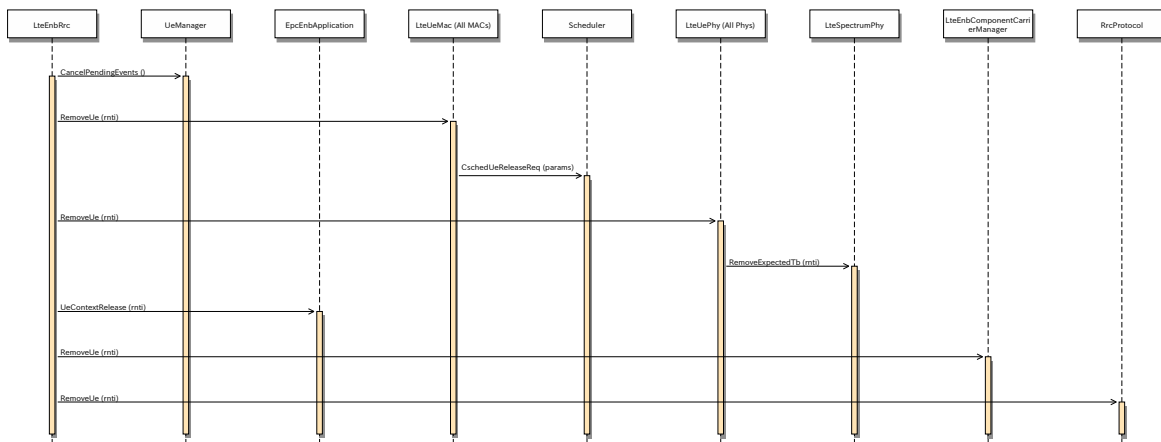 LteEnbRrc
UeManager
EpcEnbApplication
LteUeMac (All MACs)
Scheduler
LteUePhy (All Phys)
LteSpectrumPhy
LteEnbComponentCarri
erManager
RrcProtocol
CancelPendingEvents ()
RemoveUe (rnti)
CschedUeReleaseReq (params)
RemoveUe (rnti)
RemoveExpectedTb (rnti)
UeContextRelease (rnti)
RemoveUe (rnti)
RemoveUe (rnti)